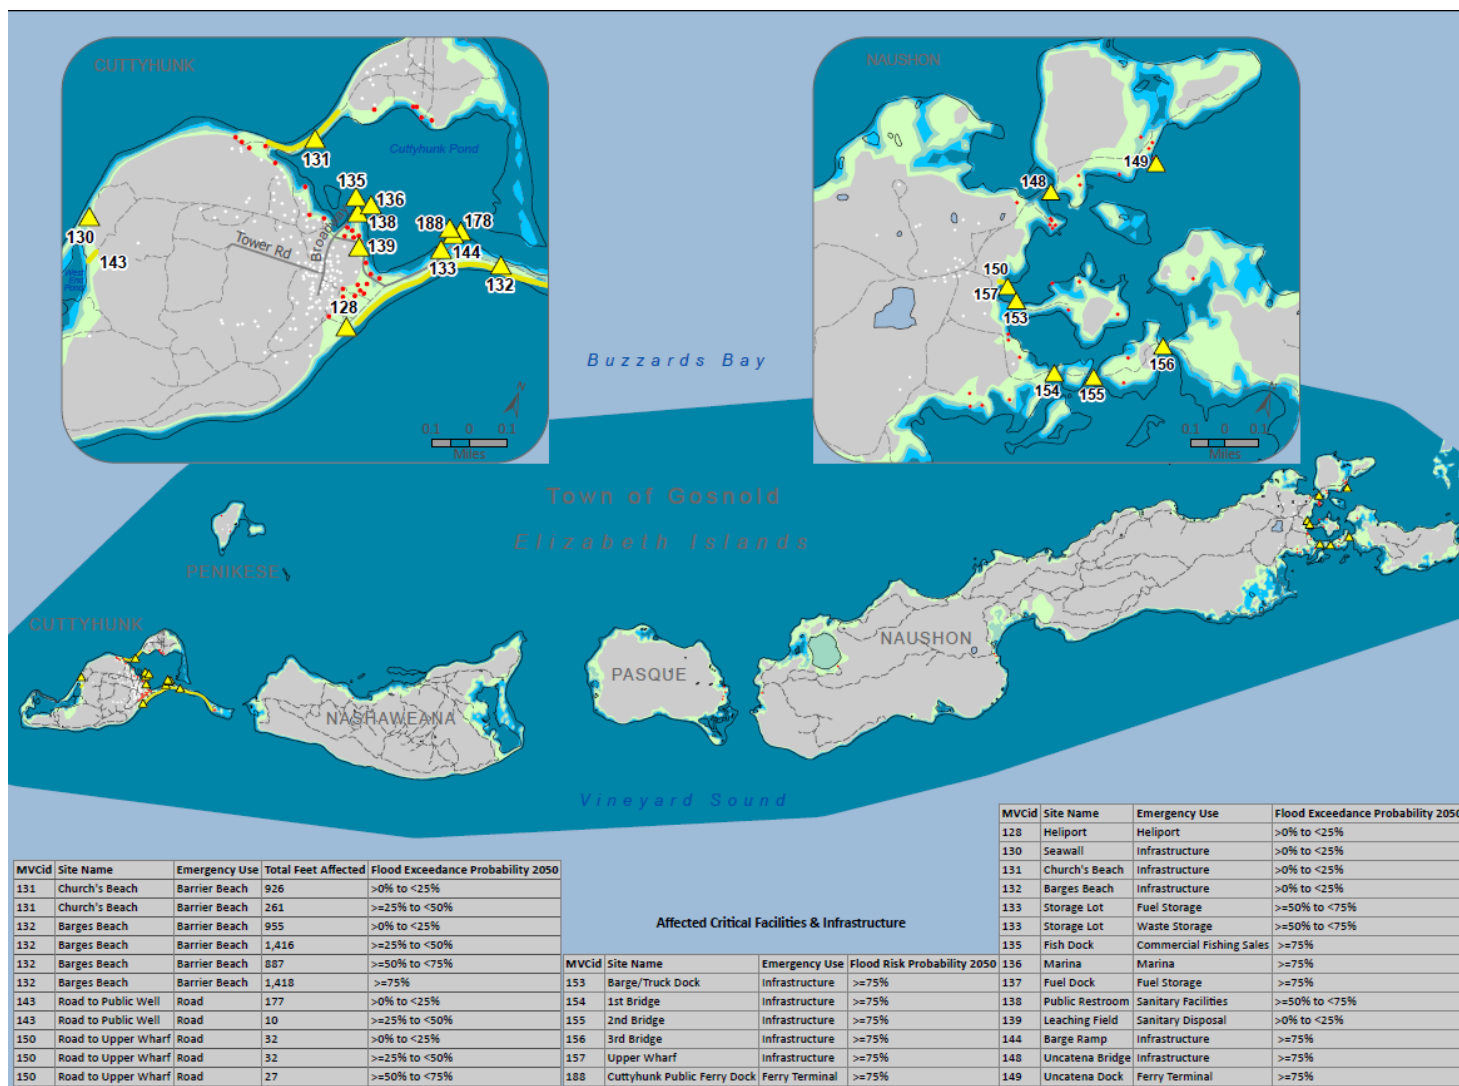 CUTTYHUNK
Cuttyhunk Pond
131
135
136
138
188
178
130
Tower Rd
Broadway
139
144
143
133
132
West End Pond
128
0.1 0 0.1
Miles
NAUSHON
149
148
150
157
153
156
154
155
0.1 0 0.1
Miles
Buzzards Bay
Town of Gosnold
Elizabeth Islands
PENIKESE
CUTTYHUNK
NASHAWEANA
PASQUE
NAUSHON
Vineyard Sound
MVCid Site Name Emergency Use Total Feet Affected Flood Exceedance Probability 2050
131 Church's Beach Barrier Beach 926 >0% to <25%
131 Church's Beach Barrier Beach 261 >=25% to <50%
132 Barges Beach Barrier Beach 955 >0% to <25%
132 Barges Beach Barrier Beach 1,416 >=25% to <50%
132 Barges Beach Barrier Beach 887 >=50% to <75%
132 Barges Beach Barrier Beach 1,418 >=75%
143 Road to Public Well Road 177 >0% to <25%
143 Road to Public Well Road 10 >=25% to <50%
150 Road to Upper Wharf Road 32 >0% to <25%
150 Road to Upper Wharf Road 32 >=25% to <50%
150 Road to Upper Wharf Road 27 >=50% to <75%
Affected Critical Facilities & Infrastructure
MVCid Site Name Emergency Use Flood Risk Probability 2050
153 Barge/Truck Dock Infrastructure >=75%
154 1st Bridge Infrastructure >=75%
155 2nd Bridge Infrastructure >=75%
156 3rd Bridge Infrastructure >=75%
157 Upper Wharf Infrastructure >=75%
188 Cuttyhunk Public Ferry Dock Ferry Terminal >=75%
MVCid Site Name Emergency Use Flood Exceedance Probability 2050
128 Heliport Heliport >0% to <25%
130 Seawall Infrastructure >0% to <25%
131 Church's Beach Infrastructure >0% to <25%
132 Barges Beach Infrastructure >0% to <25%
133 Storage Lot Fuel Storage >=50% to <75%
133 Storage Lot Waste Storage >=50% to <75%
135 Fish Dock Commercial Fishing Sales >=75%
136 Marina Marina >=75%
137 Fuel Dock Fuel Storage >=75%
138 Public Restroom Sanitary Facilities >=50% to <75%
139 Leaching Field Sanitary Disposal >0% to <25%
144 Barge Ramp Infrastructure >=75%
148 Uncatena Bridge Infrastructure >=75%
149 Uncatena Dock Ferry Terminal >=75%